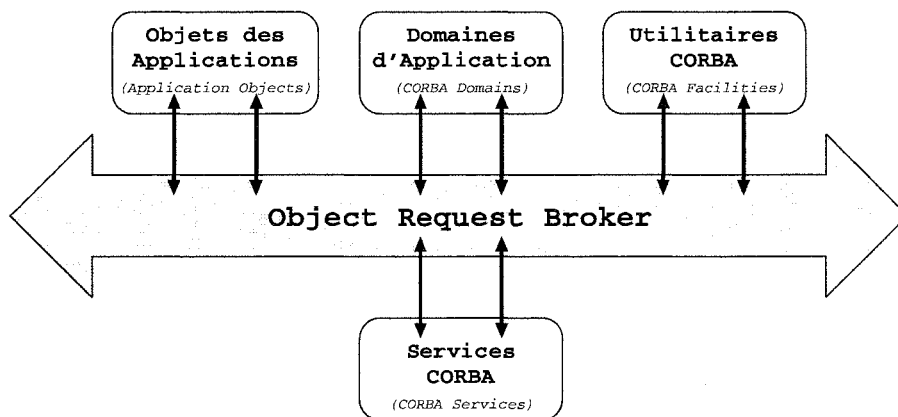 Objets des
Applications
(Application Objects)
Domaines
d'Application
(CORBA Domains)
Utilitaires
CORBA
(CORBA Facilities)
Object Request Broker
Services
CORBA
(CORBA Services)